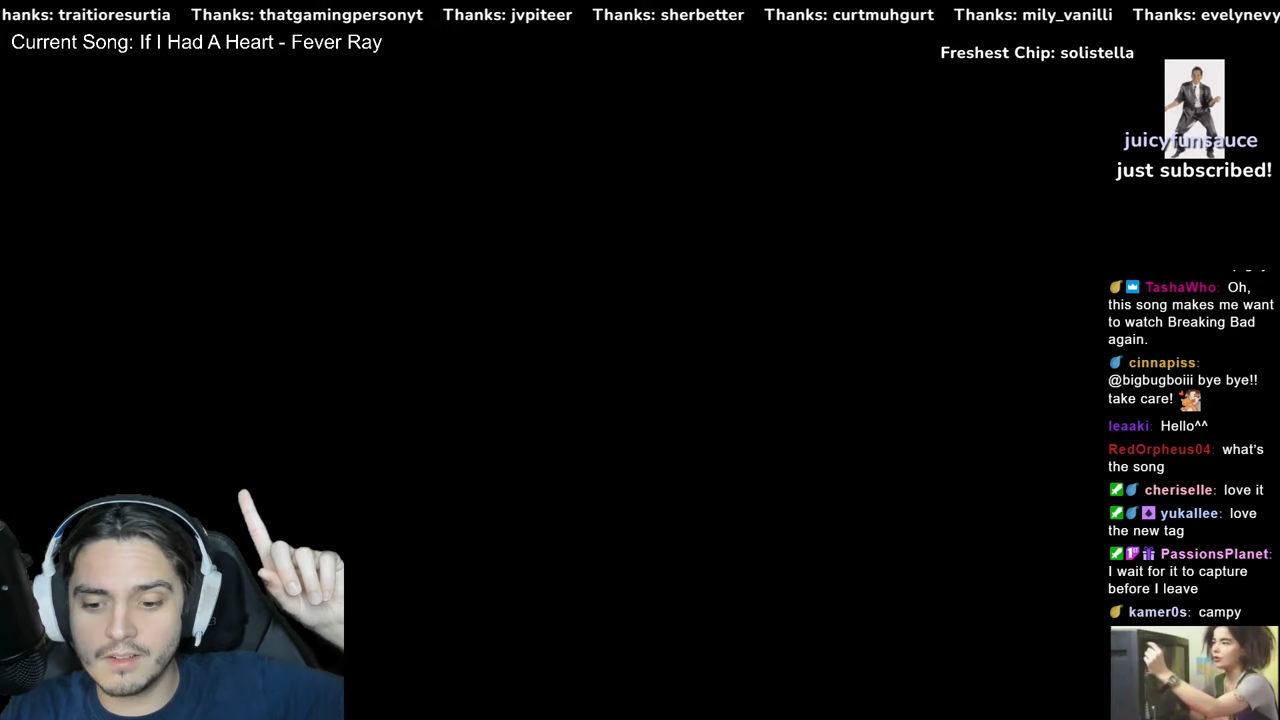 hanks: traitioresurtia Thanks: thatgamingpersonyt Thanks: jvpiteer Thanks: sherbetter Thanks: curtmuhgurt Thanks: mily_vanilli Thanks: evelynevy
Current Song: If I Had A Heart - Fever Ray
Freshest Chip: solistella
juicyfunsauce
just subscribed!
TashaWho: Oh,
this song makes me want
to watch Breaking Bad
again.
cinnapiss:
@bigbugboiii bye bye!!
take care!
leaaki: Hello^^
RedOrpheus04: what's
the song
cheriselle: love it
yukallee: love
the new tag
PassionsPlanet:
I wait for it to capture
before I leave
kamer0s: campy